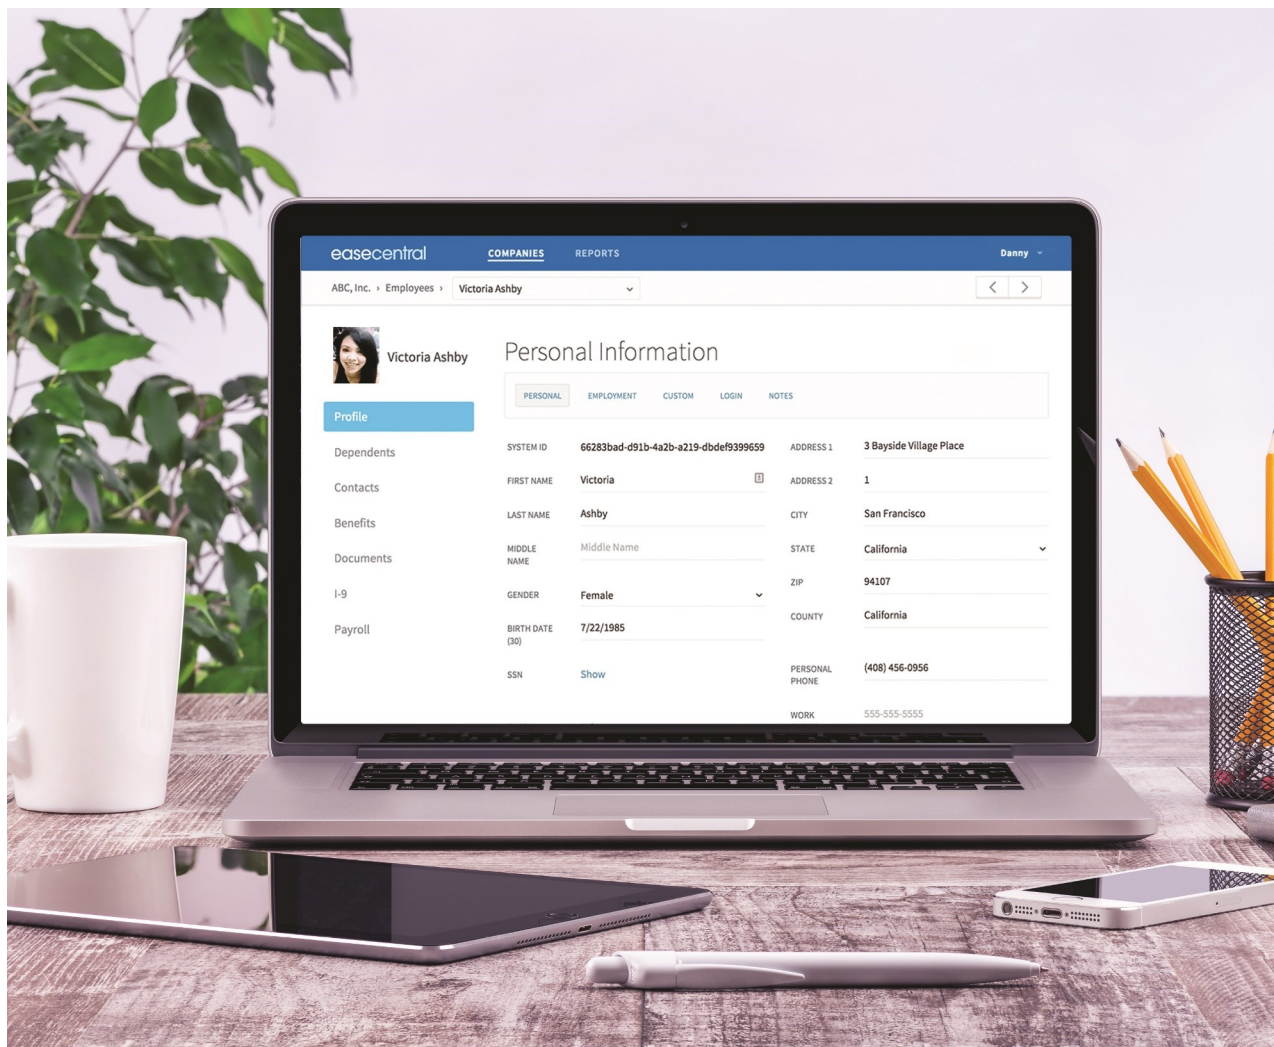 easecentral COMPANIES REPORTS Danny
ABC, Inc. › Employees › Victoria Ashby
Victoria Ashby
Personal Information
PERSONAL EMPLOYMENT CUSTOM LOGIN NOTES
Profile
Dependents
Contacts
Benefits
Documents
I-9
Payroll
SYSTEM ID 66283bad-d91b-4a2b-a219-dbdef9399659
FIRST NAME Victoria
LAST NAME Ashby
MIDDLE NAME Middle Name
GENDER Female
BIRTH DATE (30) 7/22/1985
SSN Show
ADDRESS 1 3 Bayside Village Place
ADDRESS 2 1
CITY San Francisco
STATE California
ZIP 94107
COUNTY California
PERSONAL PHONE (408) 456-0956
WORK 555-555-5555